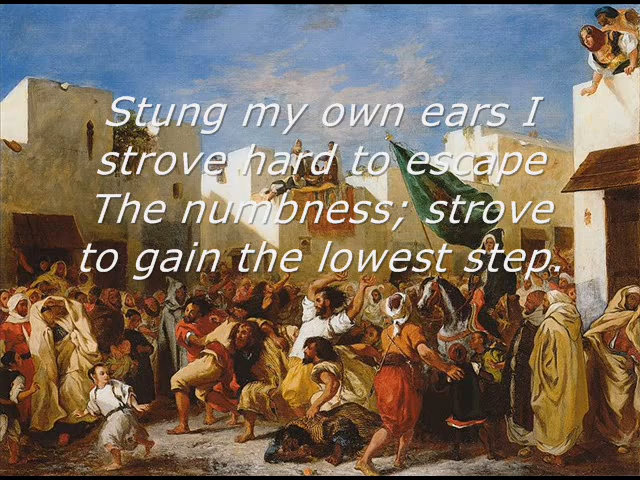 Stung my own ears I
strove hard to escape
The numbness; strove
to gain the lowest step.